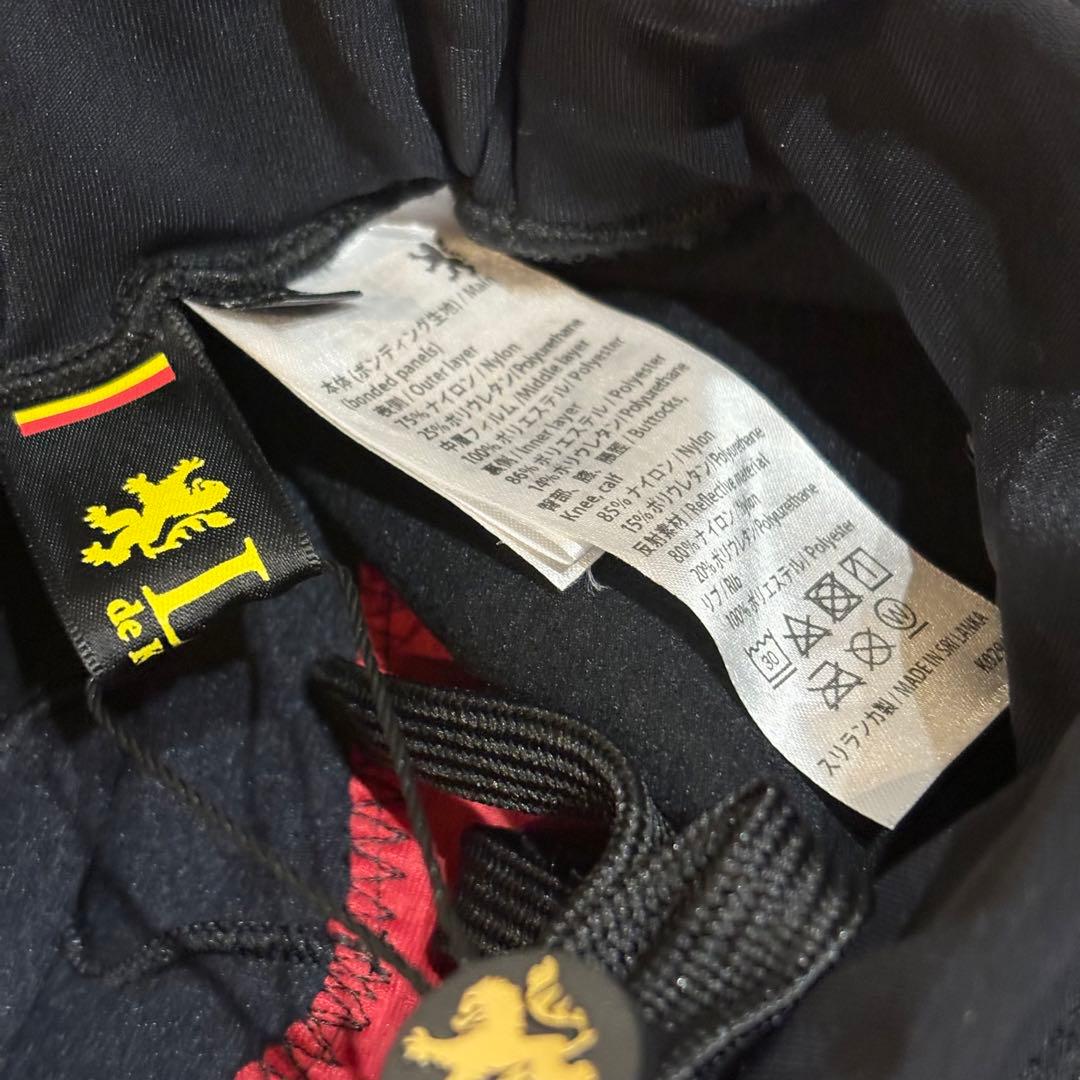 本体 (ボンディング生地) / Main
(bonded panels)
表側 / Outer layer
75% ナイロン / Nylon
25% ポリウレタン / Polyurethane
中層フィルム / Middle layer
100% ポリエステル / Polyester
裏側 / Inner layer
86% ポリエステル / Polyester
ポリウレタン / Polyurethane
臀部、膝、 / Buttocks,
Knee, calf
85% ナイロン / Nylon
15% ポリウレタン / Polyurethane
反射素材 / Reflective material
80% ナイロン / Nylon
20% ポリウレタン / Polyurethane
リブ / Rib
100% ポリエステル / Polyester
30
W
スリランカ製 / MADE IN SRI LANKA
de